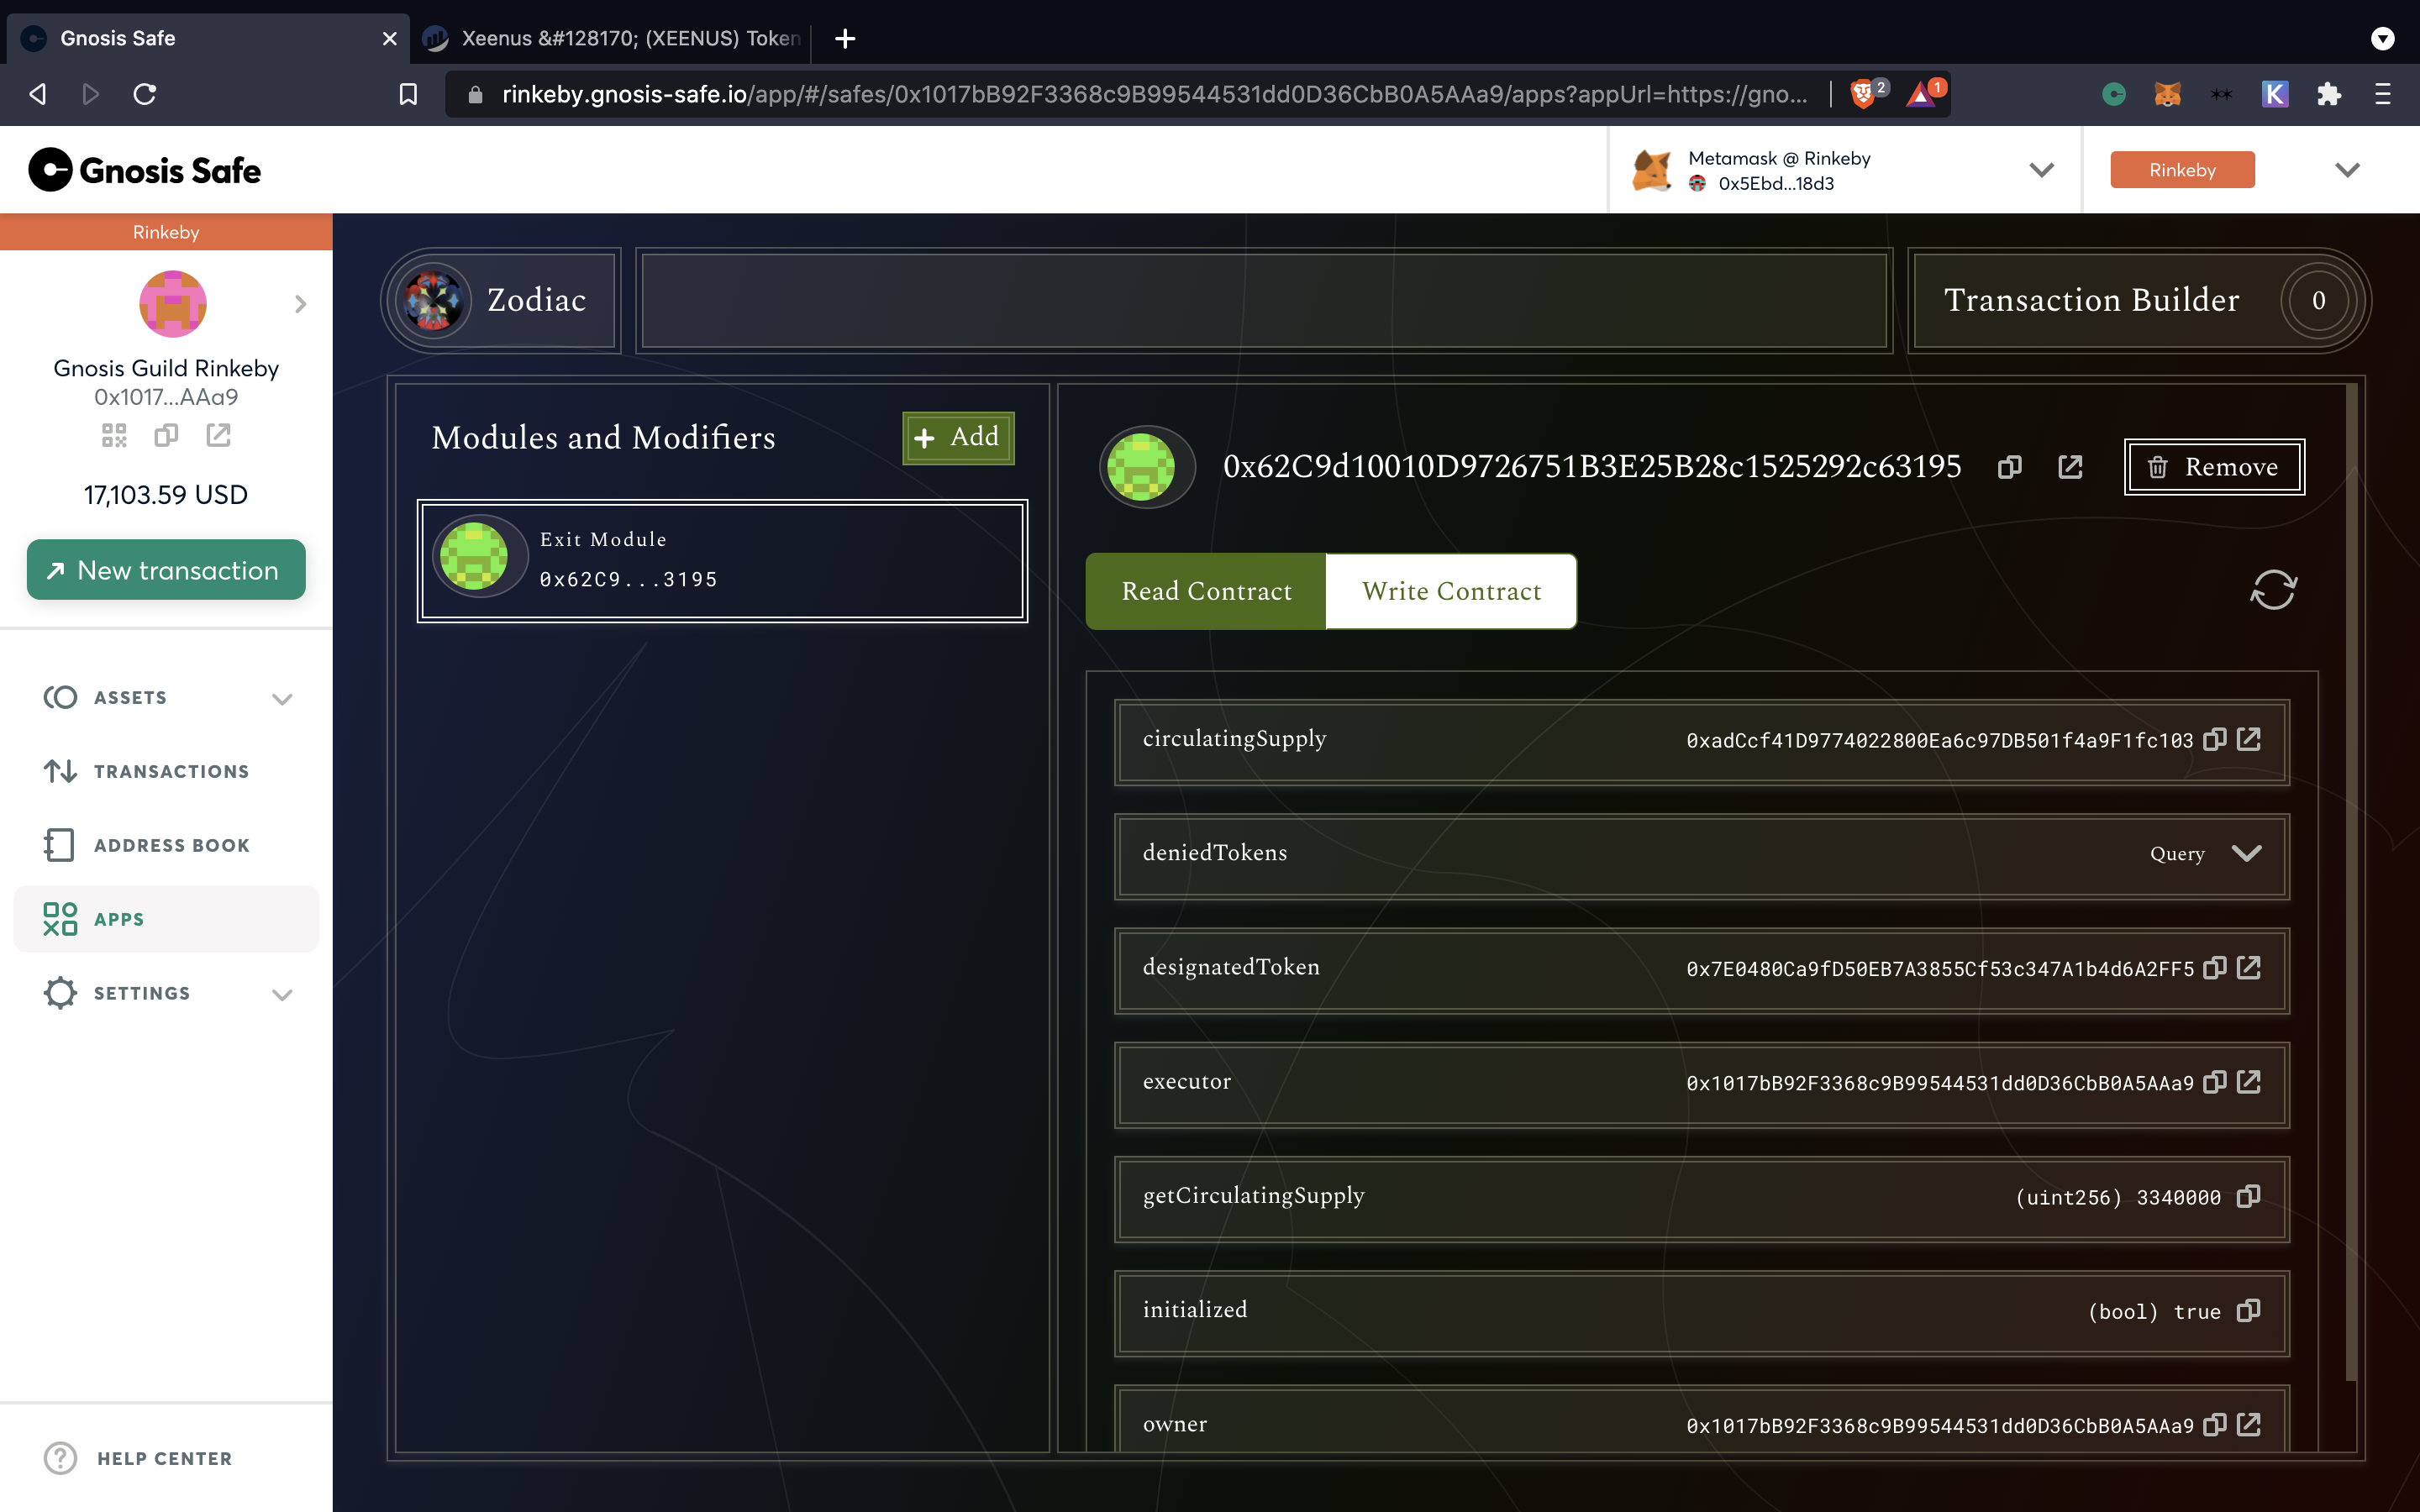 Gnosis Safe
Xeenus &#128170; (XEENUS) Token
rinkeby.gnosis-safe.io/app/#/safes/0x1017bB92F3368c9B99544531dd0D36CbB0A5AAa9/apps?appUrl=https://gno...
2
1
K
Gnosis Safe
Metamask @ Rinkeby
0x5Ebd...18d3
Rinkeby
Rinkeby
Gnosis Guild Rinkeby
0x1017...AAa9
17,103.59 USD
New transaction
ASSETS
TRANSACTIONS
ADDRESS BOOK
APPS
SETTINGS
HELP CENTER
Zodiac
Transaction Builder
0
Modules and Modifiers
+ Add
Exit Module
0x62C9...3195
0x62C9d10010D9726751B3E25B28c1525292c63195
Remove
Read Contract
Write Contract
circulatingSupply 0xadCcf41D9774022800Ea6c97DB501f4a9F1fc103
deniedTokens Query
designatedToken 0x7E0480Ca9fD50EB7A3855Cf53c347A1b4d6A2FF5
executor 0x1017bB92F3368c9B99544531dd0D36CbB0A5AAa9
getCirculatingSupply (uint256) 3340000
initialized (bool) true
owner 0x1017bB92F3368c9B99544531dd0D36CbB0A5AAa9